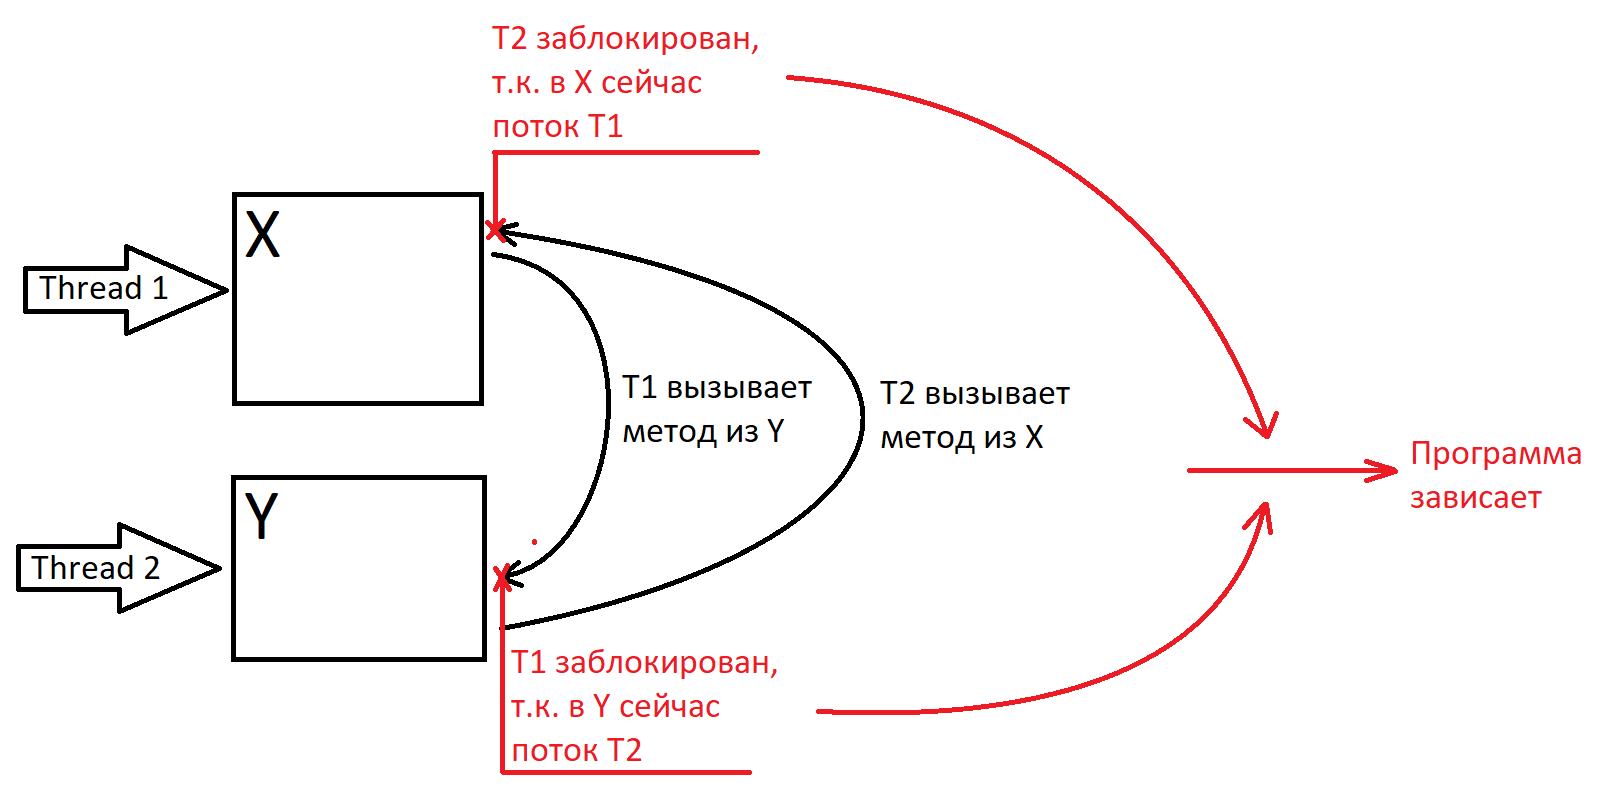 T2 заблокирован,
т.к. в X сейчас
поток T1
X
Thread 1
T1 вызывает
метод из Y
T2 вызывает
метод из X
Программа
зависает
Y
Thread 2
T1 заблокирован,
т.к. в Y сейчас
поток T2